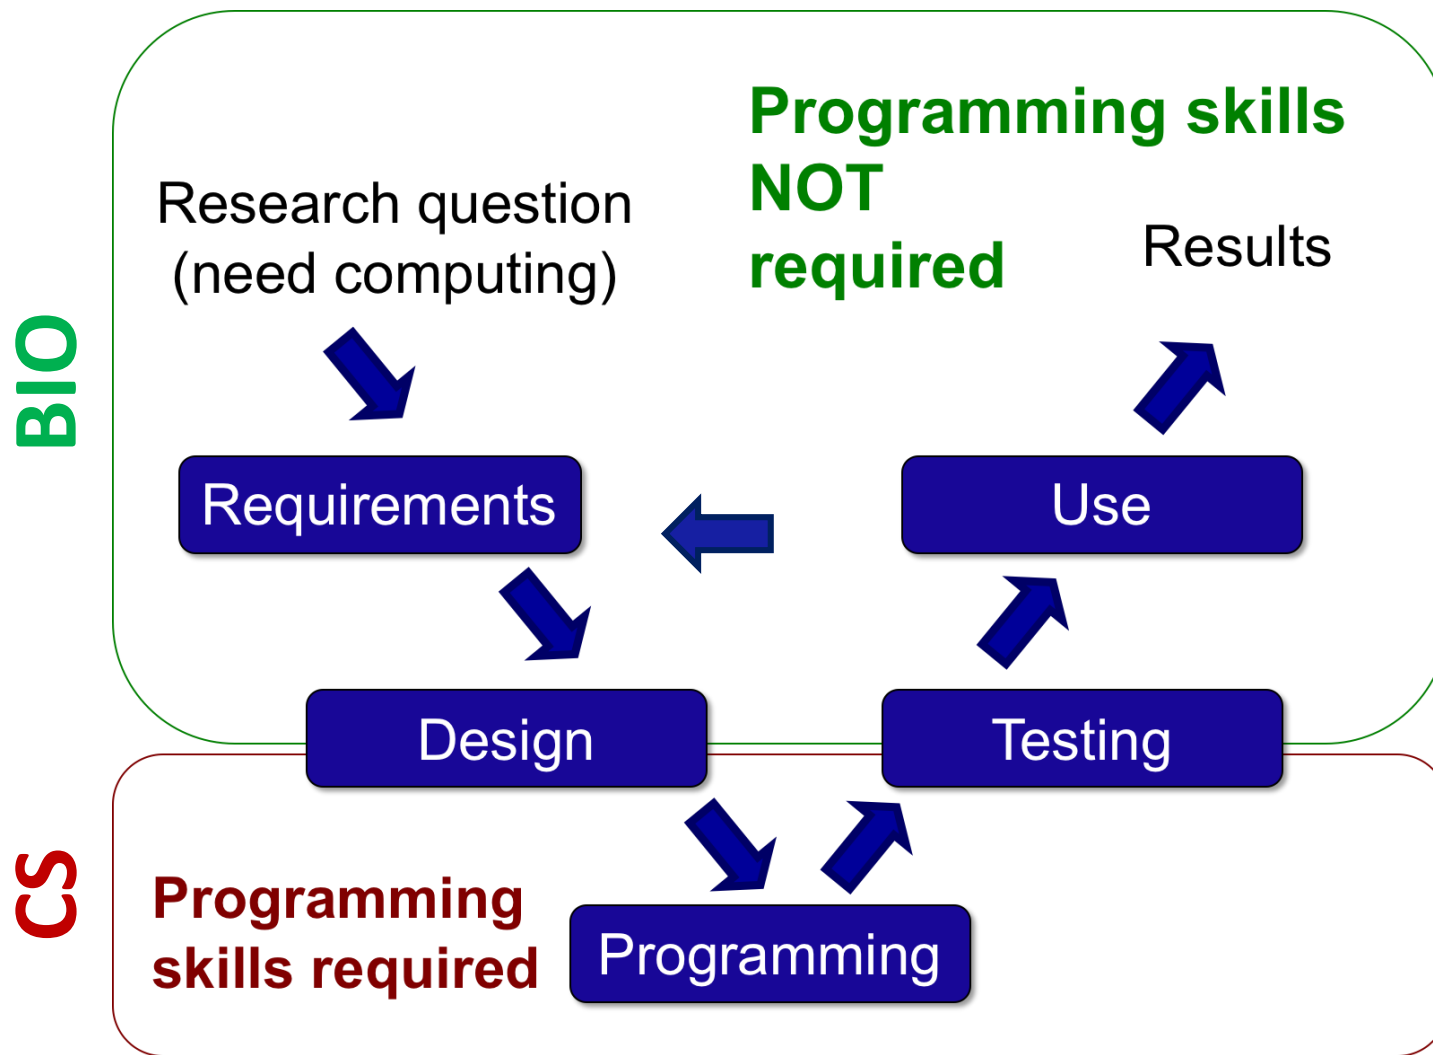 Programming skills
NOT
required
Research question
(need computing)
Results
BIO
Requirements
Use
Design
Testing
CS
Programming
skills required
Programming